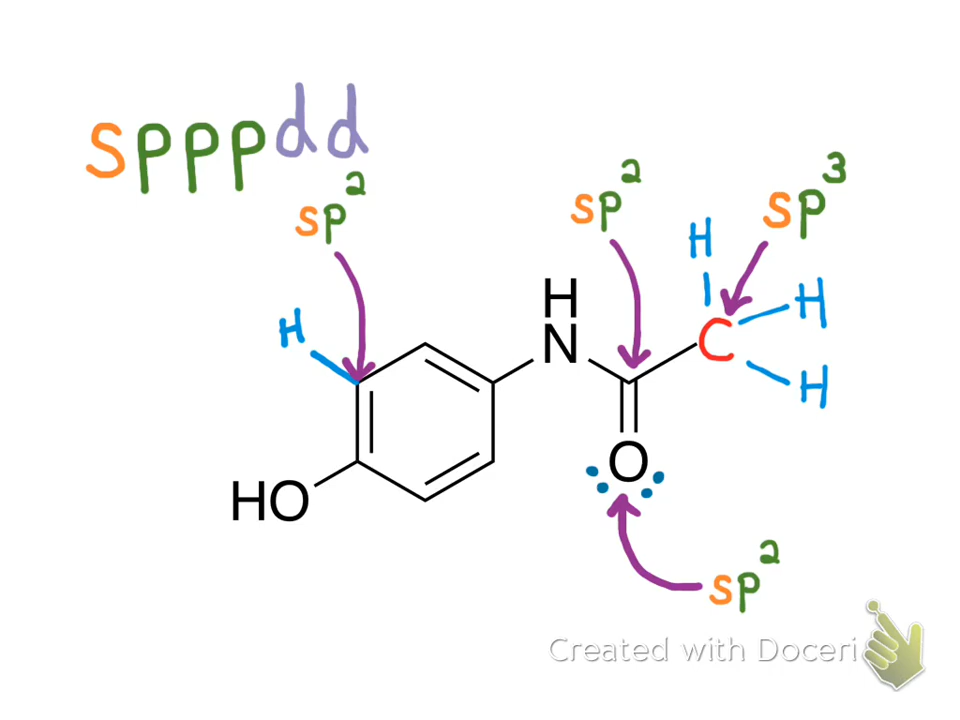 spppdd
sp²
sp²
sp³
H
H
H
H
H
N
C
H
HO
O
sp²
Created with Doceri